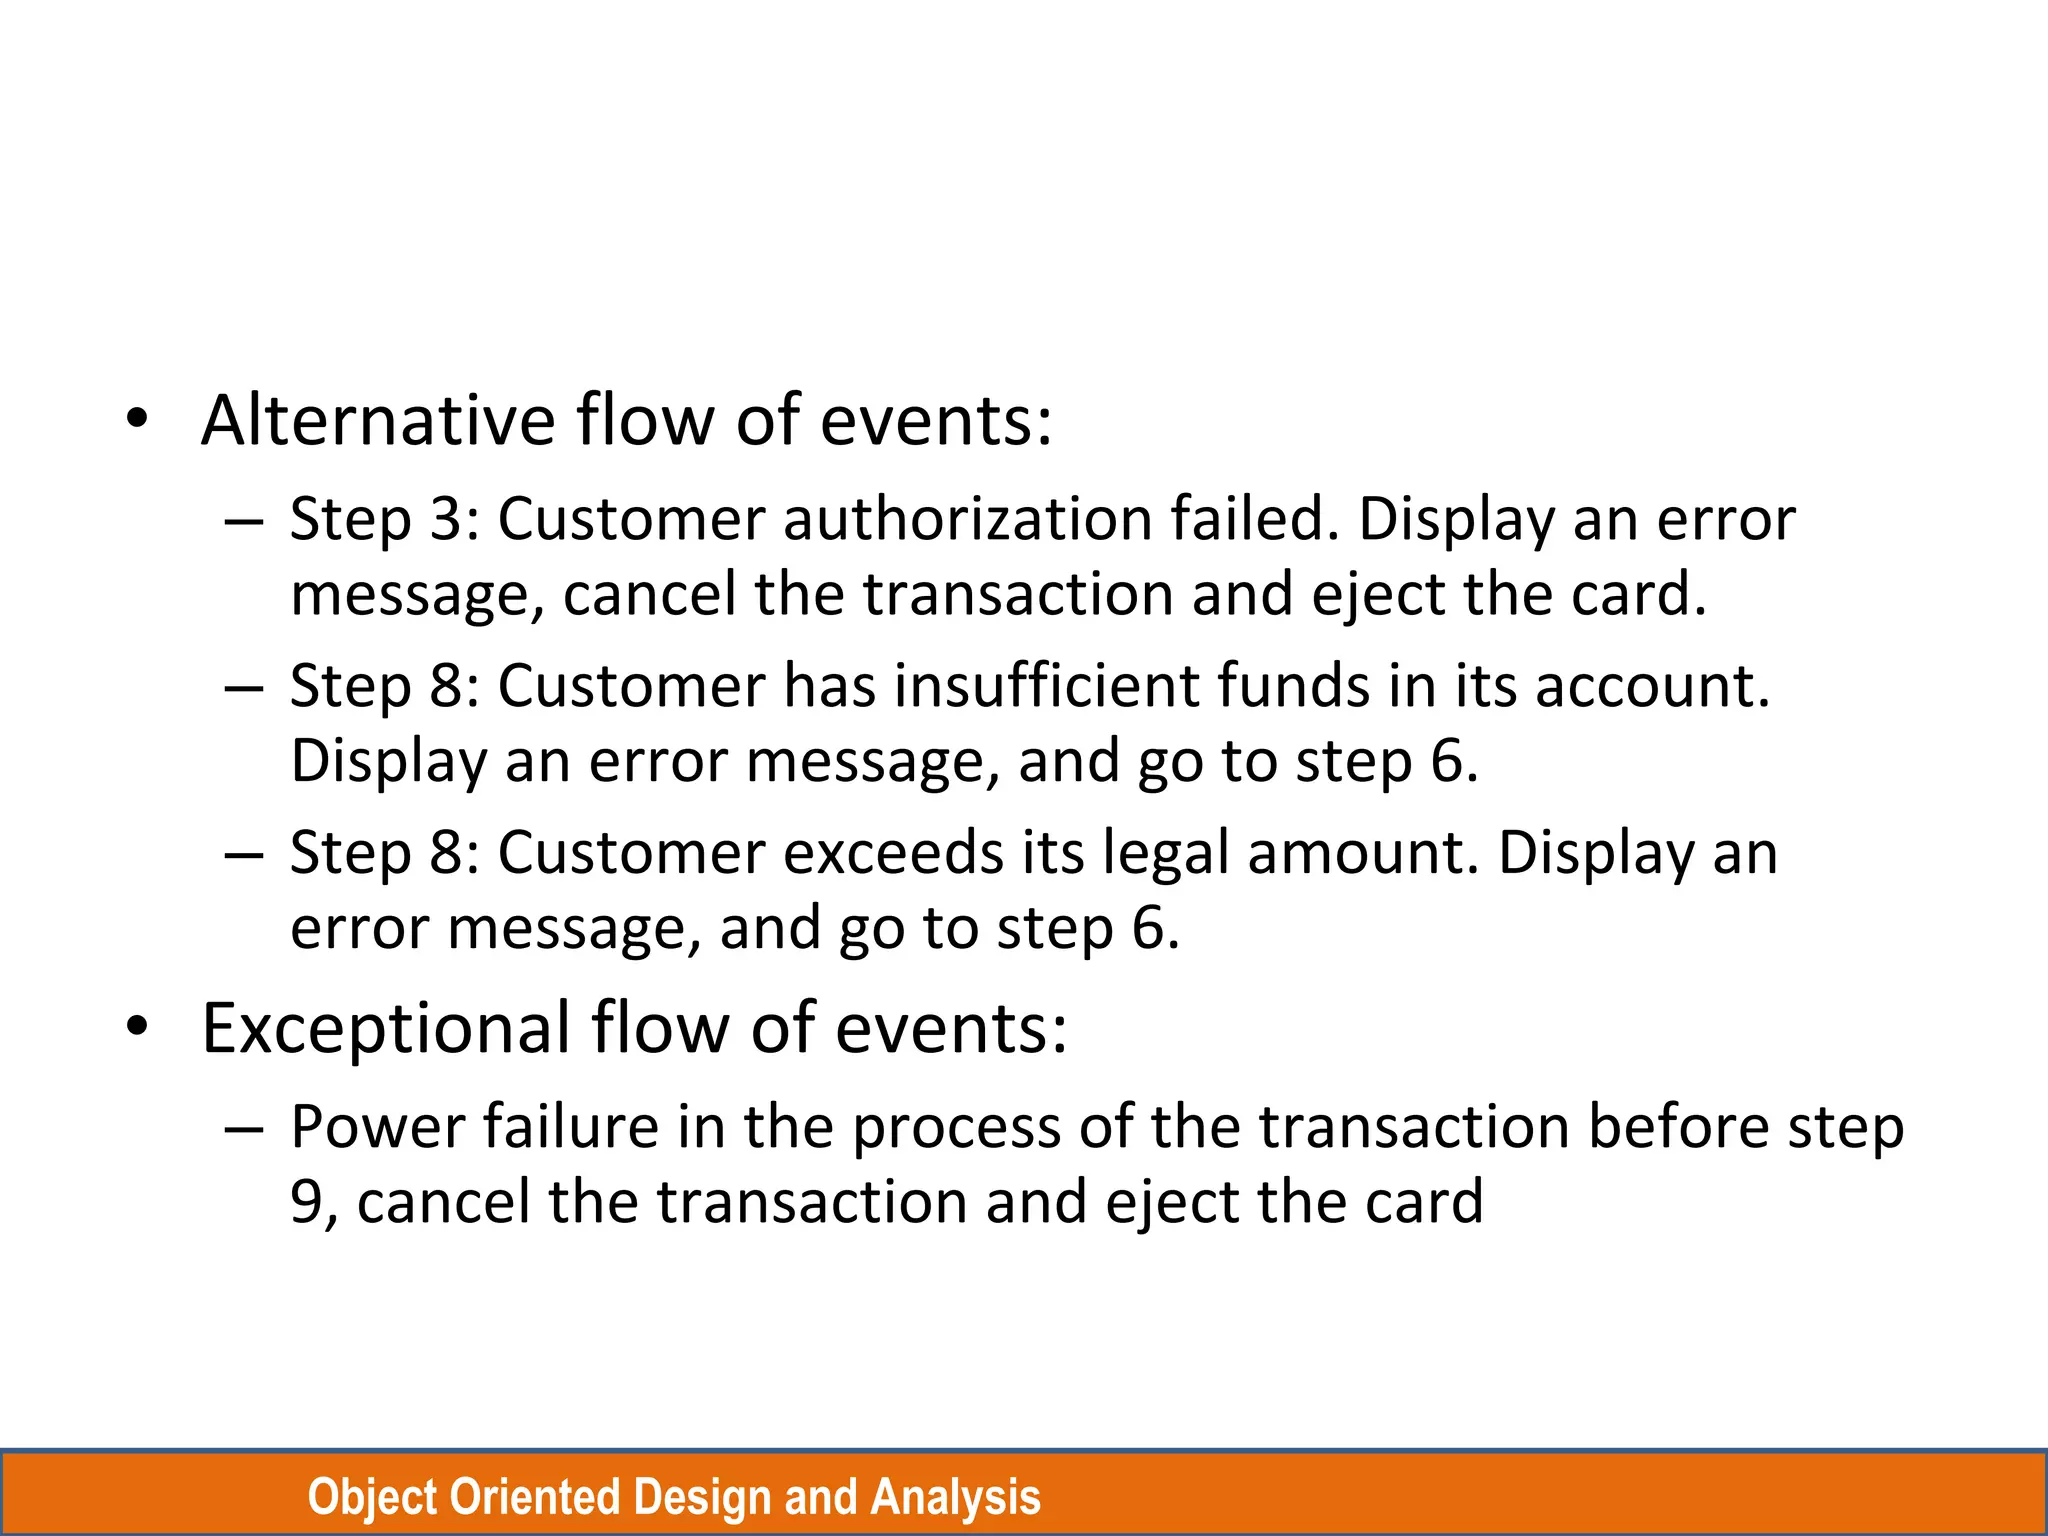 • Alternative flow of events:
– Step 3: Customer authorization failed. Display an error
message, cancel the transaction and eject the card.
– Step 8: Customer has insufficient funds in its account.
Display an error message, and go to step 6.
– Step 8: Customer exceeds its legal amount. Display an
error message, and go to step 6.
• Exceptional flow of events:
– Power failure in the process of the transaction before step
9, cancel the transaction and eject the card
Object Oriented Design and Analysis